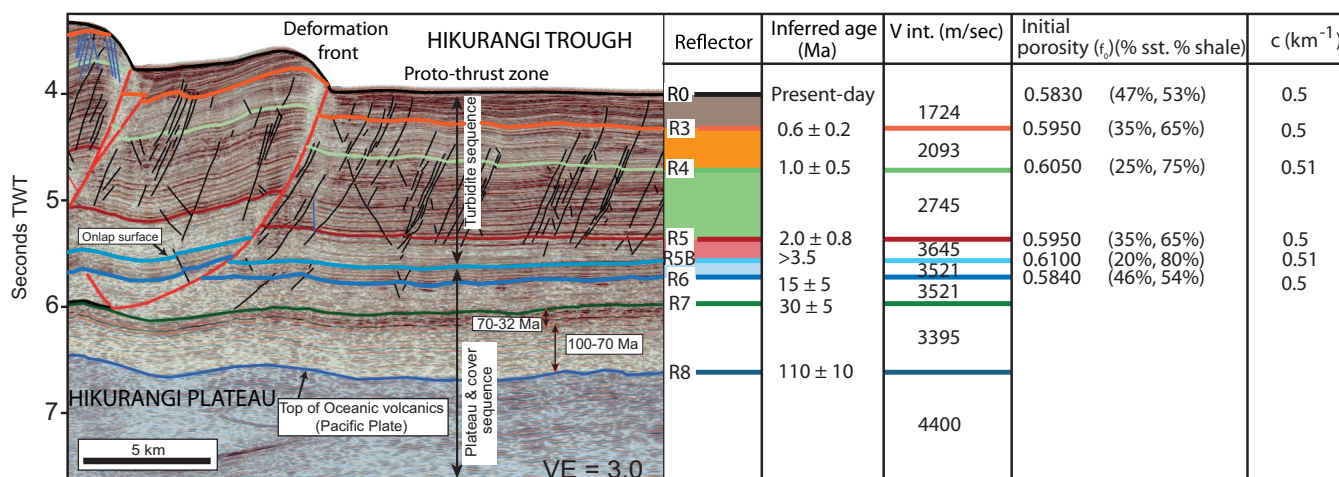 Deformation
front
HIKURANGI TROUGH
Proto-thrust zone
Seconds TWT
4
5
6
7
Onlap surface
Turbidite sequence
Plateau & cover
sequence
70-32 Ma
100-70 Ma
HIKURANGI PLATEAU
Top of Oceanic volcanics
(Pacific Plate)
5 km
VE = 3.0
Reflector
Inferred age
(Ma)
V int. (m/sec)
Initial
porosity (f₀)(% sst. % shale)
c (km⁻¹)
R0 Present-day 0.5830 (47%, 53%) 0.5
1724
R3 0.6 ± 0.2 0.5950 (35%, 65%) 0.5
2093
R4 1.0 ± 0.5 0.6050 (25%, 75%) 0.51
2745
R5 2.0 ± 0.8 0.5950 (35%, 65%) 0.5
3645
R5B >3.5 0.6100 (20%, 80%) 0.51
3521
R6 15 ± 5 0.5840 (46%, 54%) 0.5
3521
R7 30 ± 5
3395
R8 110 ± 10
4400